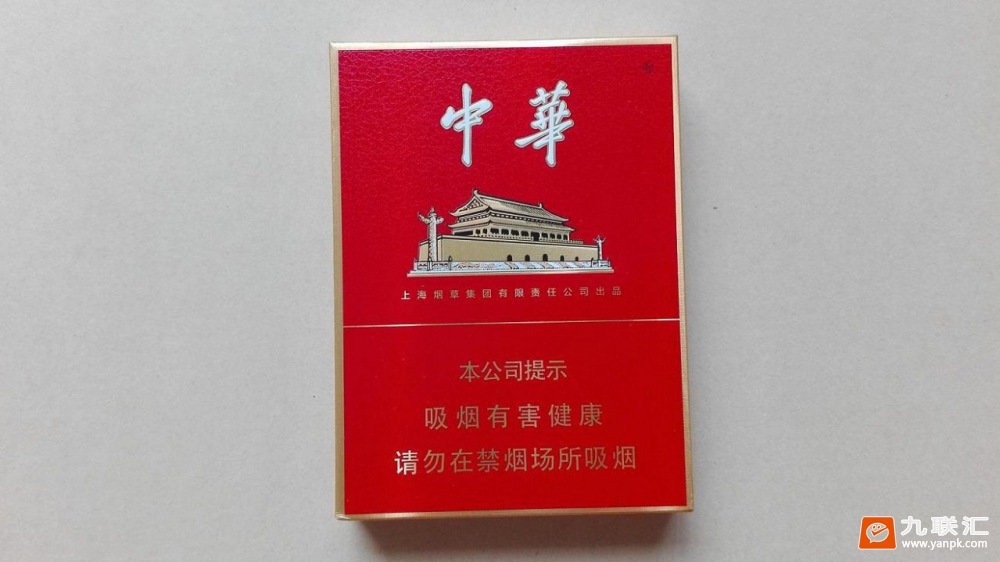 中華
上海烟草集团有限责任公司出品
本公司提示
吸烟有害健康
请勿在禁烟场所吸烟
九联汇
www.yanpk.com